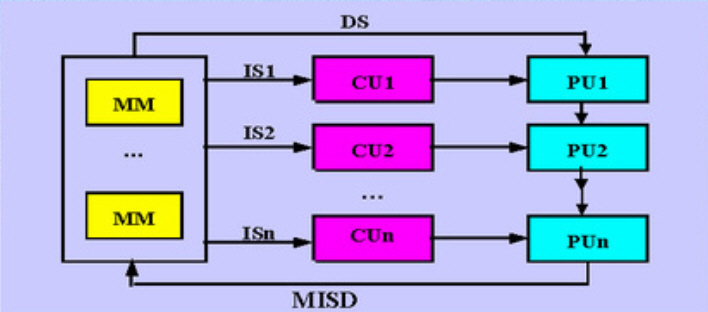 DS
IS1 CU1 PU1
MM
IS2 CU2 PU2
...
...
MM
ISn CUn PUn
MISD